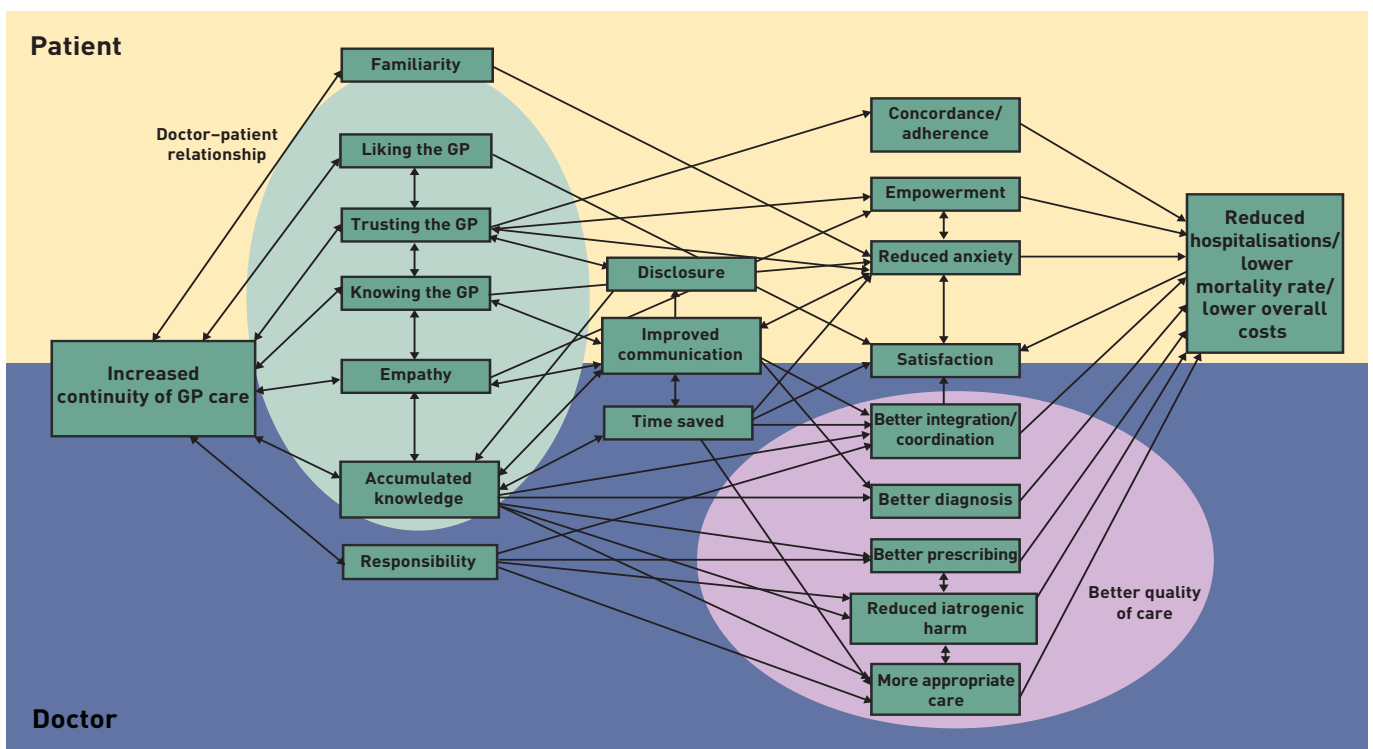 Patient
Familiarity
Doctor–patient
relationship
Liking the GP
Trusting the GP
Knowing the GP
Empathy
Accumulated
knowledge
Responsibility
Increased
continuity of GP care
Disclosure
Improved
communication
Time saved
Concordance/
adherence
Empowerment
Reduced anxiety
Satisfaction
Better integration/
coordination
Better diagnosis
Better prescribing
Reduced iatrogenic
harm
More appropriate
care
Better quality
of care
Reduced
hospitalisations/
lower
mortality rate/
lower overall
costs
Doctor